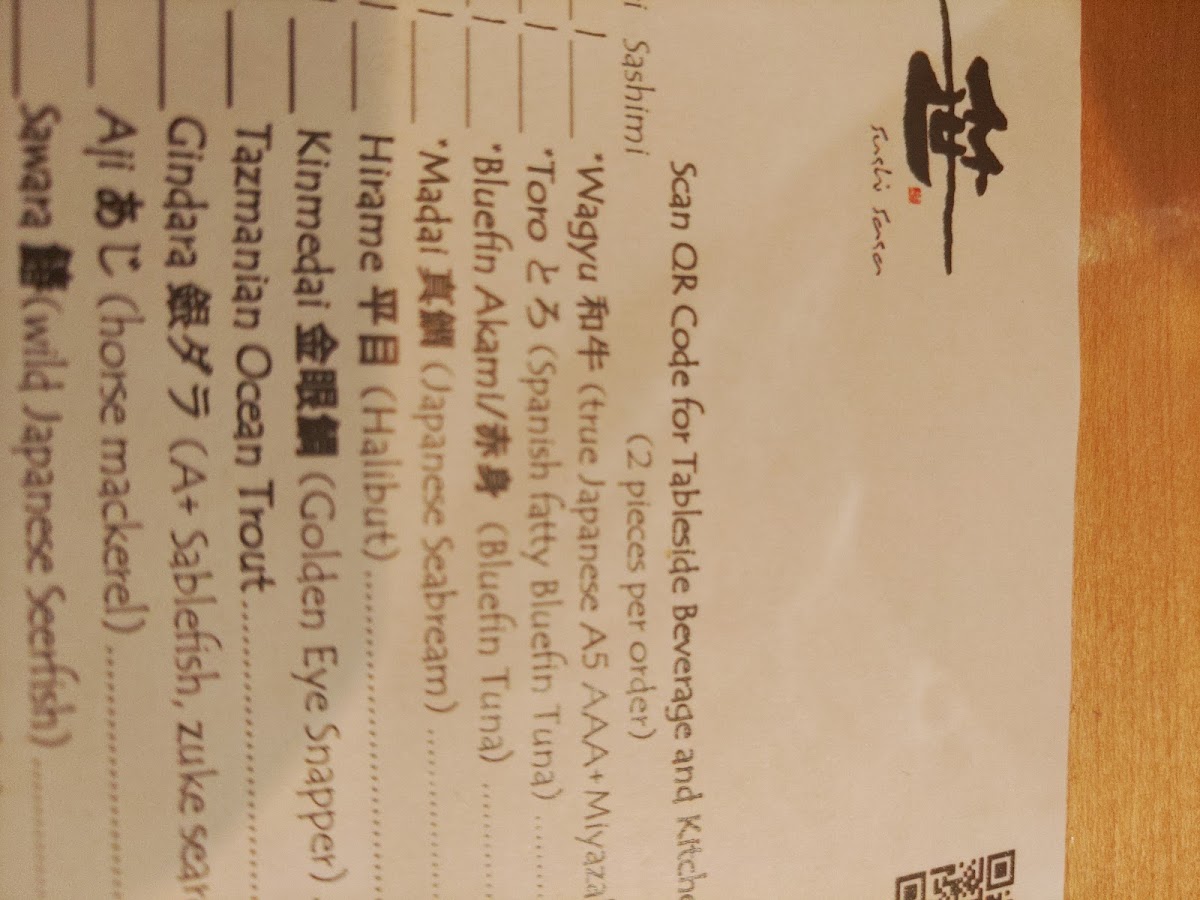 Sushi Sensei
Scan QR Code for Tableside Beverage and Kitche
(2 pieces per order)
i Sashimi
/ *Wagyu 和牛 (true Japanese A5 AAA+ Miyaza
/ *Toro とろ (Spanish fatty Bluefin Tuna)
/ *Bluefin Akami/赤身 (Bluefin Tuna)
/ *Madai 真鯛 (Japanese Seabream)
/ Hirame 平目 (Halibut)
/ Kinmedai 金眼鯛 (Golden Eye Snapper)
Tazmanian Ocean Trout
Gindara 銀ダラ (A+ Sablefish, zuke sear
Aji あじ (horse mackerel)
Sawara (wild Japanese Seerfish)